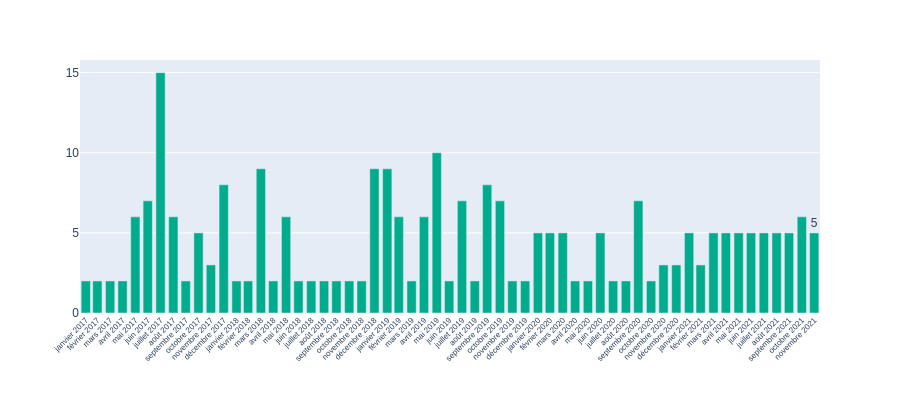 15
10
5
0
5
janvier 2017
février 2017
mars 2017
avril 2017
mai 2017
juin 2017
juillet 2017
août 2017
septembre 2017
octobre 2017
novembre 2017
décembre 2017
janvier 2018
février 2018
mars 2018
avril 2018
mai 2018
juin 2018
juillet 2018
août 2018
septembre 2018
octobre 2018
novembre 2018
décembre 2018
janvier 2019
février 2019
mars 2019
avril 2019
mai 2019
juin 2019
juillet 2019
août 2019
septembre 2019
octobre 2019
novembre 2019
décembre 2019
janvier 2020
février 2020
mars 2020
avril 2020
mai 2020
juin 2020
juillet 2020
août 2020
septembre 2020
octobre 2020
novembre 2020
décembre 2020
janvier 2021
février 2021
mars 2021
avril 2021
mai 2021
juin 2021
juillet 2021
août 2021
septembre 2021
octobre 2021
novembre 2021